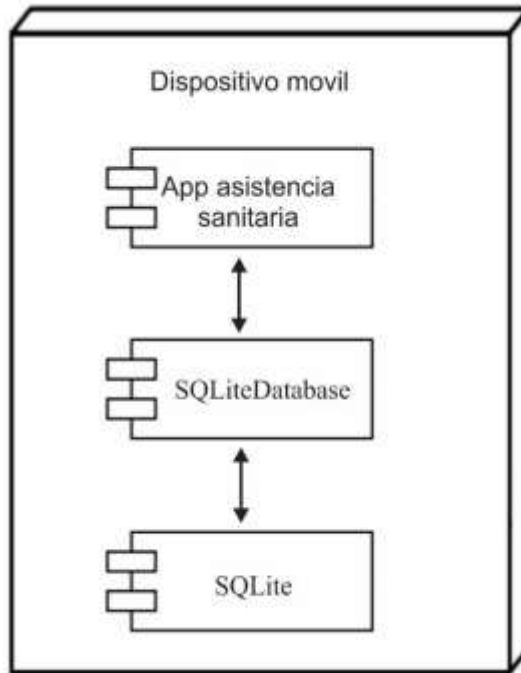 Dispositivo movil
App asistencia
sanitaria
SQLiteDatabase
SQLite